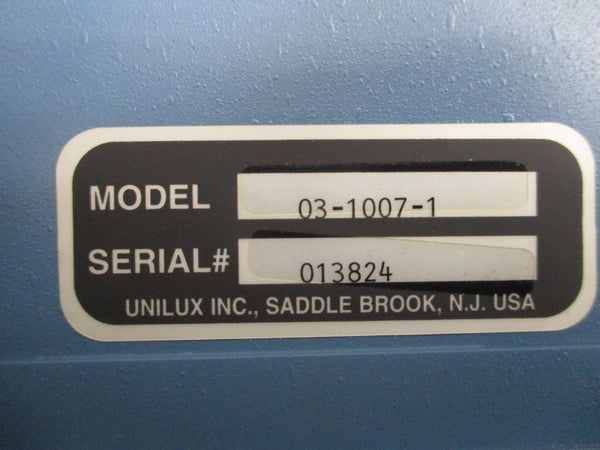 MODEL 03-1007-1
SERIAL# 013824
UNILUX INC., SADDLE BROOK, N.J. USA